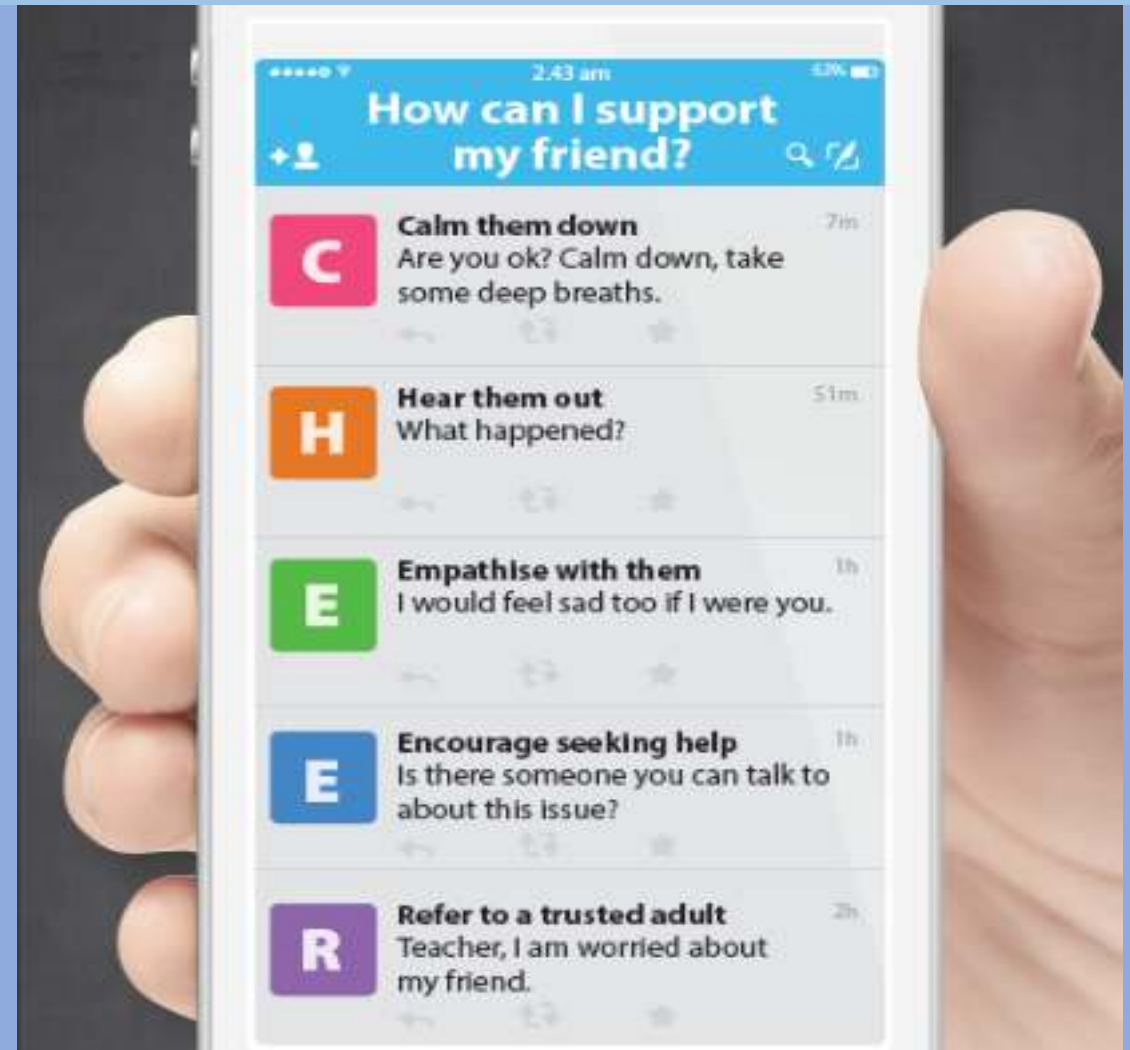 2.43 am
63%
How can I support
my friend?
C
Calm them down
7m
Are you ok? Calm down, take
some deep breaths.
H
Hear them out
51m
What happened?
E
Empathise with them
1h
I would feel sad too if I were you.
E
Encourage seeking help
1h
Is there someone you can talk to
about this issue?
R
Refer to a trusted adult
2h
Teacher, I am worried about
my friend.